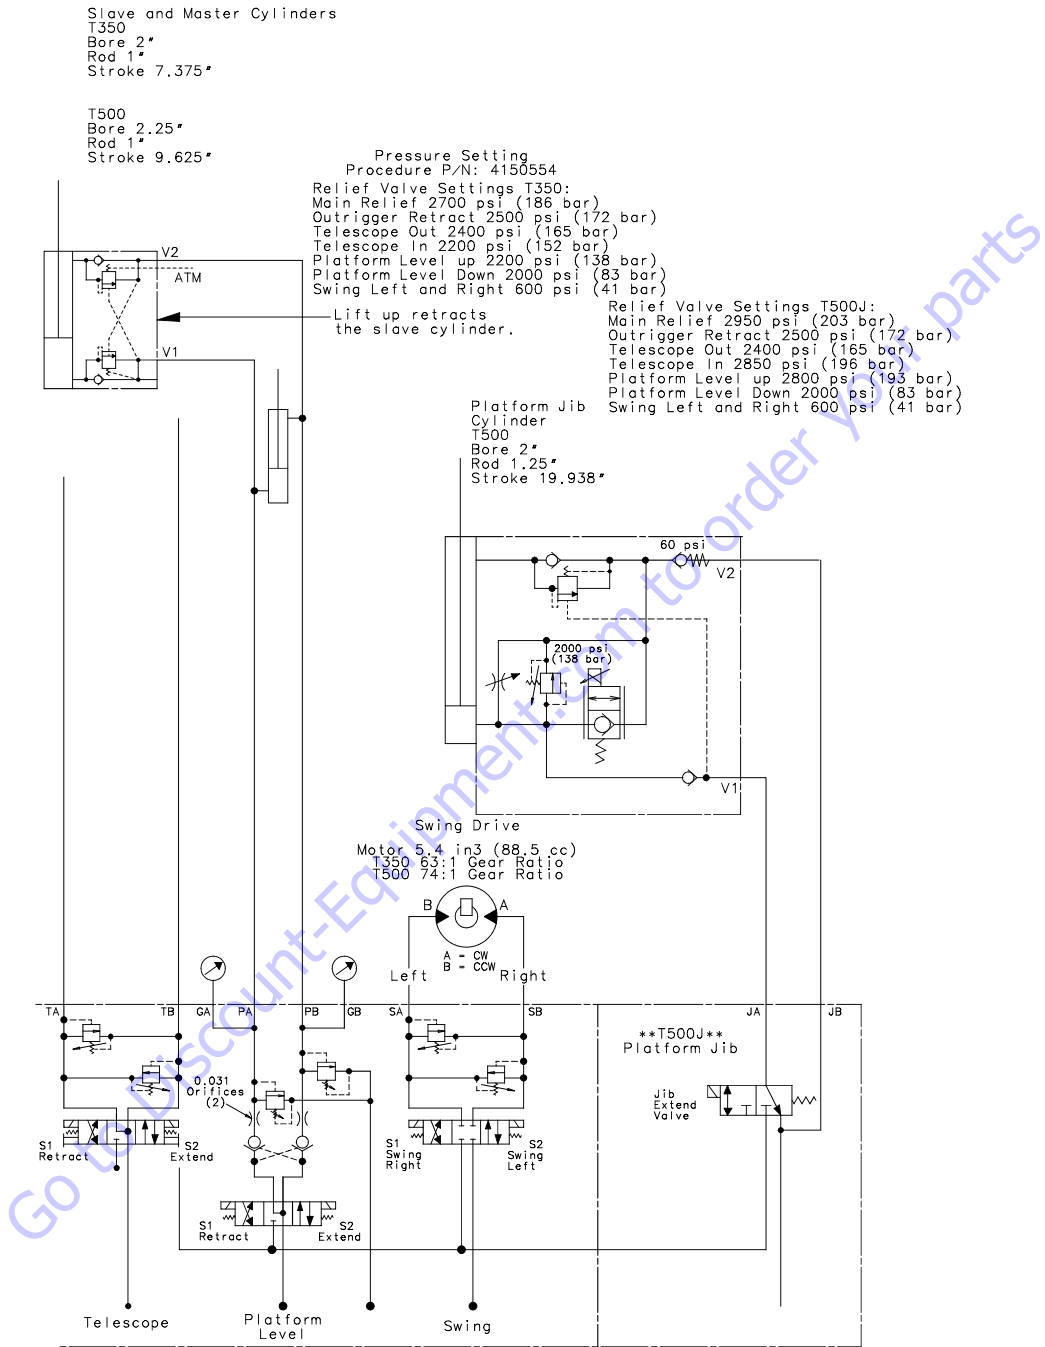 Slave and Master Cylinders
T350
Bore 2"
Rod 1"
Stroke 7.375"
T500
Bore 2.25"
Rod 1"
Stroke 9.625"
Pressure Setting
Procedure P/N: 4150554
Relief Valve Settings T350:
Main Relief 2700 psi (186 bar)
Outrigger Retract 2500 psi (172 bar)
Telescope Out 2400 psi (165 bar)
Telescope In 2200 psi (152 bar)
Platform Level up 2200 psi (138 bar)
Platform Level Down 2000 psi (83 bar)
Swing Left and Right 600 psi (41 bar)
V2
ATM
Lift up retracts
the slave cylinder.
V1
Relief Valve Settings T500J:
Main Relief 2950 psi (203 bar)
Outrigger Retract 2500 psi (172 bar)
Telescope Out 2400 psi (165 bar)
Telescope In 2850 psi (196 bar)
Platform Level up 2800 psi (193 bar)
Platform Level Down 2000 psi (83 bar)
Swing Left and Right 600 psi (41 bar)
Platform Jib
Cylinder
T500
Bore 2"
Rod 1.25"
Stroke 19.938"
60 psi
V2
2000 psi
(138 bar)
V1
Swing Drive
Motor 5.4 in3 (88.5 cc)
T350 63:1 Gear Ratio
T500 74:1 Gear Ratio
B
A
A - CW
B - CCW
Left
Right
TA
TB
GA
PA
PB
GB
SA
SB
JA
JB
**T500J**
Platform Jib
0.031
Orifices
(2)
Jib
Extend
Valve
S1
Retract
S2
Extend
S1
Swing
Right
S2
Swing
Left
S1
Retract
S2
Extend
Telescope
Platform
Level
Swing
Go to Discount-Equipment.com to order your parts